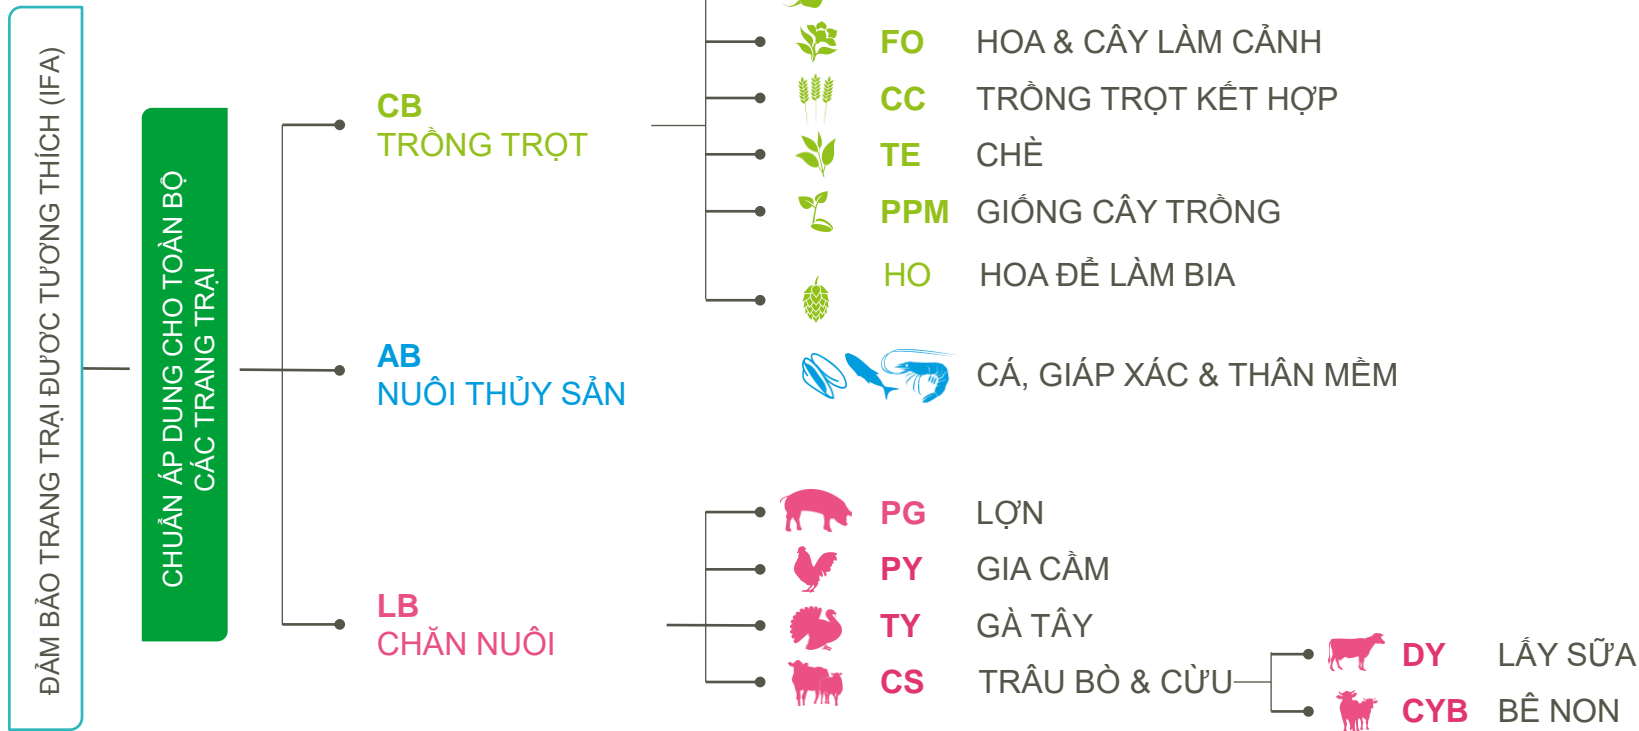 ĐẢM BẢO TRANG TRẠI ĐƯƠC TƯƠNG THÍCH (IFA)
CHUẨN ÁP DUNG CHO TOÀN BỘ
CÁC TRANG TRẠI
CB
TRỒNG TRỌT
FO HOA & CÂY LÀM CẢNH
CC TRỒNG TRỌT KẾT HỢP
TE CHÈ
PPM GIỐNG CÂY TRỒNG
HO HOA ĐỂ LÀM BIA
AB
NUÔI THỦY SẢN
CÁ, GIÁP XÁC & THÂN MỀM
LB
CHĂN NUÔI
PG LỢN
PY GIA CẦM
TY GÀ TÂY
CS TRÂU BÒ & CỪU
DY LẤY SỮA
CYB BÊ NON